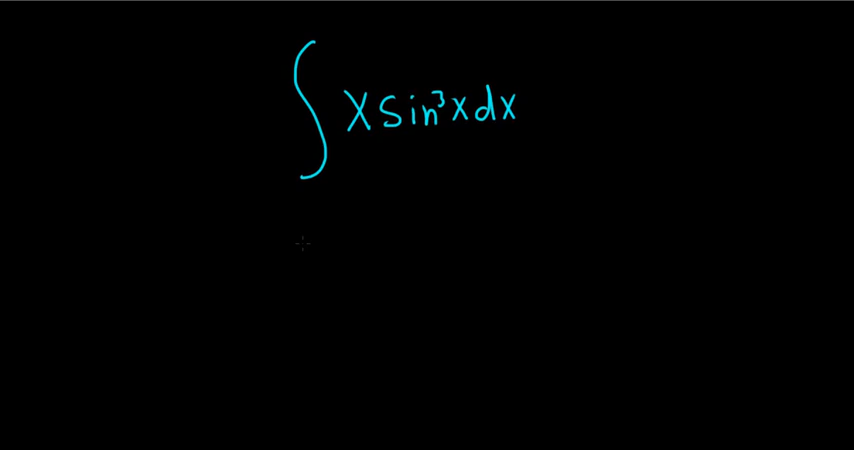 ∫ x sin³x dx